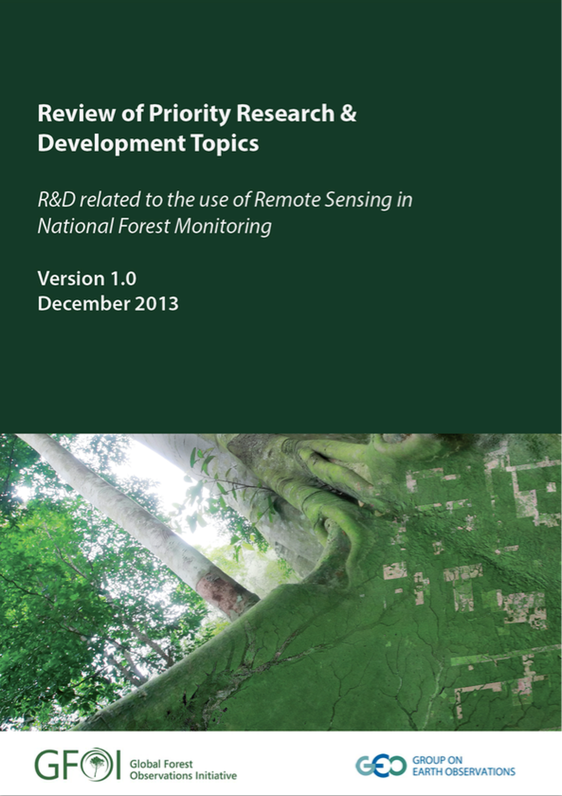 Review of Priority Research &
Development Topics
R&D related to the use of Remote Sensing in
National Forest Monitoring
Version 1.0
December 2013
GFOI
Global Forest
Observations Initiative
GEO
GROUP ON
EARTH OBSERVATIONS